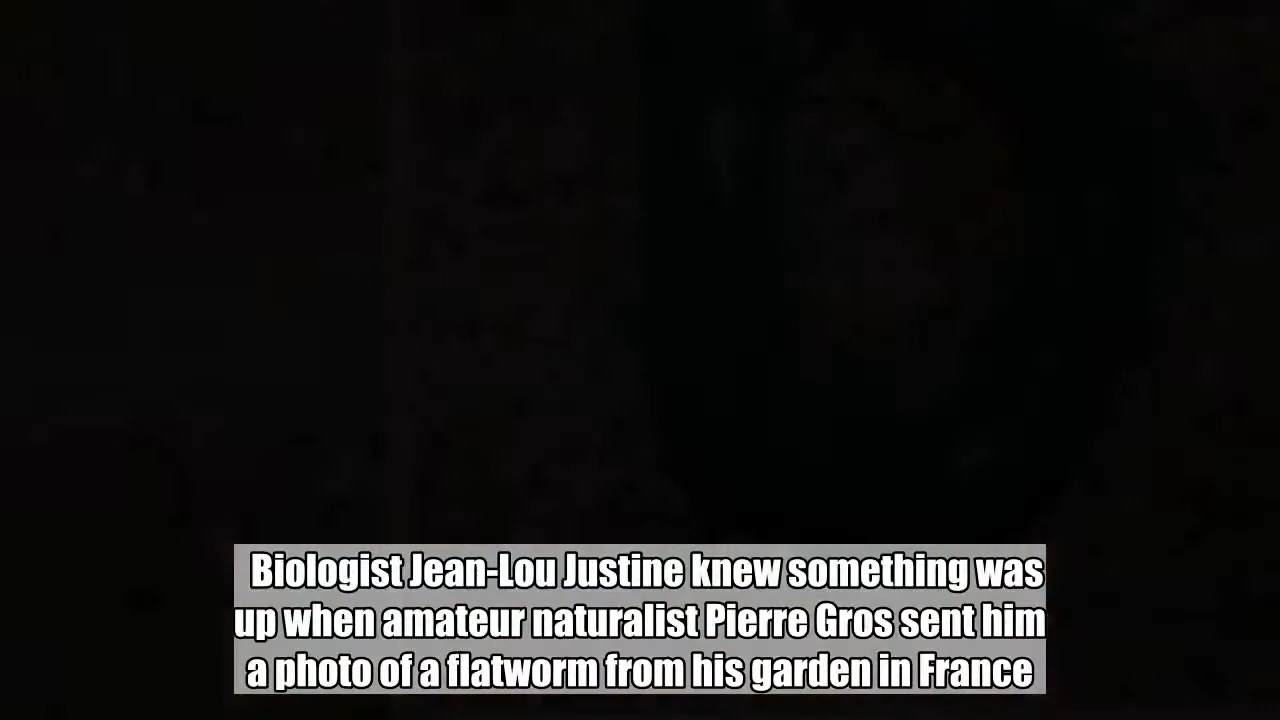 Biologist Jean-Lou Justine knew something was
up when amateur naturalist Pierre Gros sent him
a photo of a flatworm from his garden in France